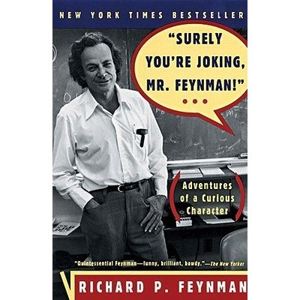 NEW YORK TIMES BESTSELLER
"SURELY
YOU'RE JOKING,
MR. FEYNMAN!"
...
(Adventures
of a Curious
Character)
"Quintessential Feynman—funny, brilliant, bawdy."—The New Yorker
RICHARD P. FEYNMAN